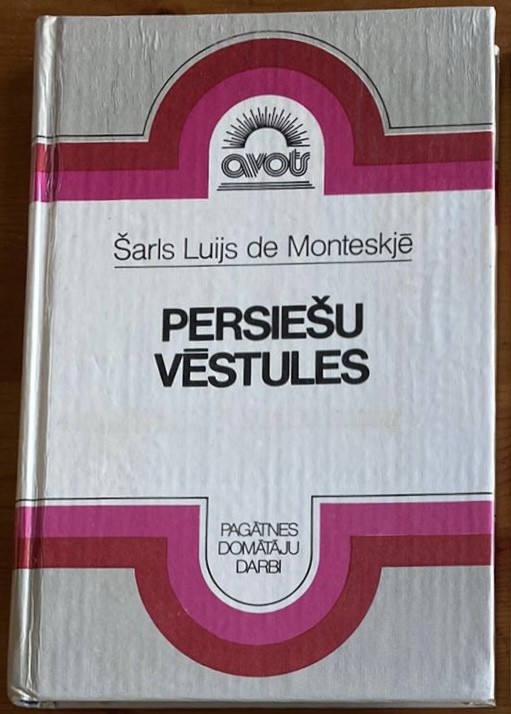 avots
Šarls Luijs de Monteskjē
PERSIEŠU
VĒSTULES
PAGĀTNES
DOMĀTĀJU
DARBI